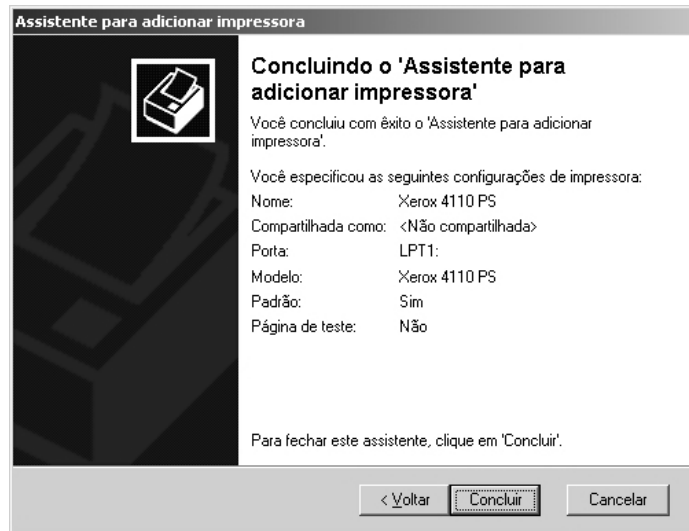 Assistente para adicionar impressora
Concluindo o 'Assistente para
adicionar impressora'
Você concluiu com êxito o 'Assistente para adicionar
impressora'.
Você especificou as seguintes configurações de impressora:
Nome: Xerox 4110 PS
Compartilhada como: <Não compartilhada>
Porta: LPT1:
Modelo: Xerox 4110 PS
Padrão: Sim
Página de teste: Não
Para fechar este assistente, clique em 'Concluir'.
< Voltar Concluir Cancelar